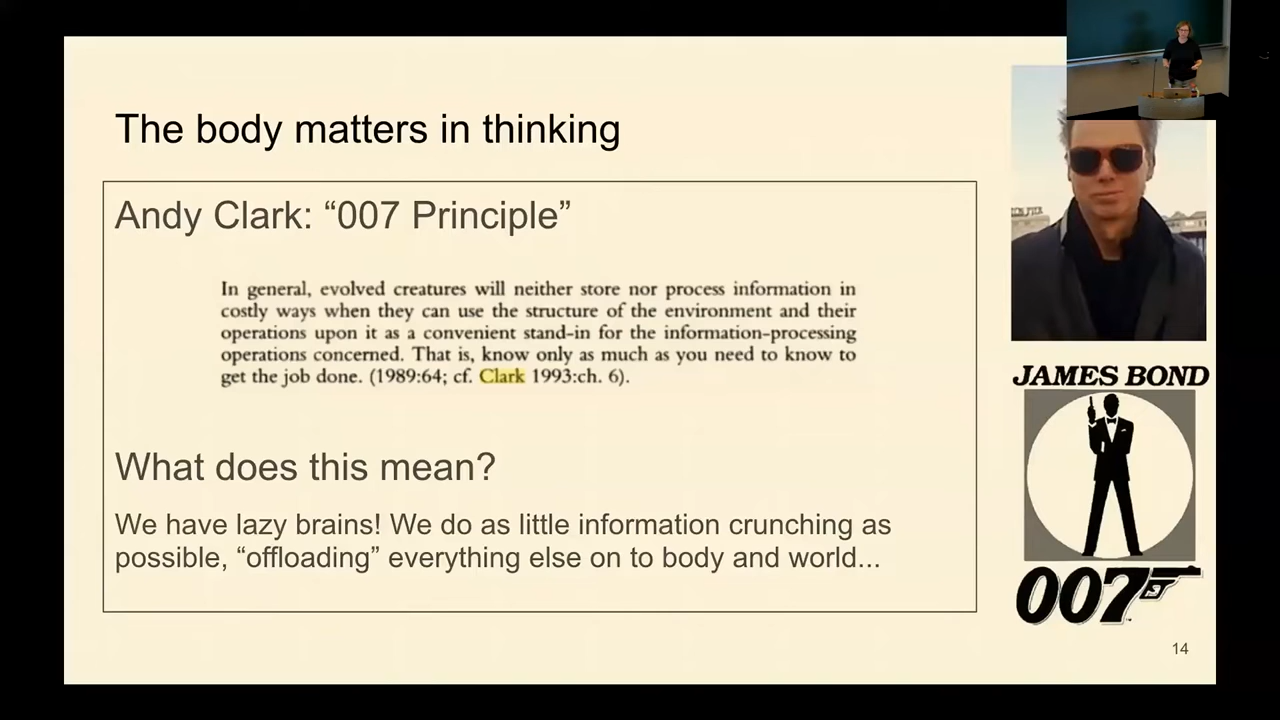 The body matters in thinking
Andy Clark: “007 Principle”
In general, evolved creatures will neither store nor process information in
costly ways when they can use the structure of the environment and their
operations upon it as a convenient stand-in for the information-processing
operations concerned. That is, know only as much as you need to know to
get the job done. (1989:64; cf. Clark 1993:ch. 6).
What does this mean?
We have lazy brains! We do as little information crunching as
possible, “offloading” everything else on to body and world...
JAMES BOND
007
14